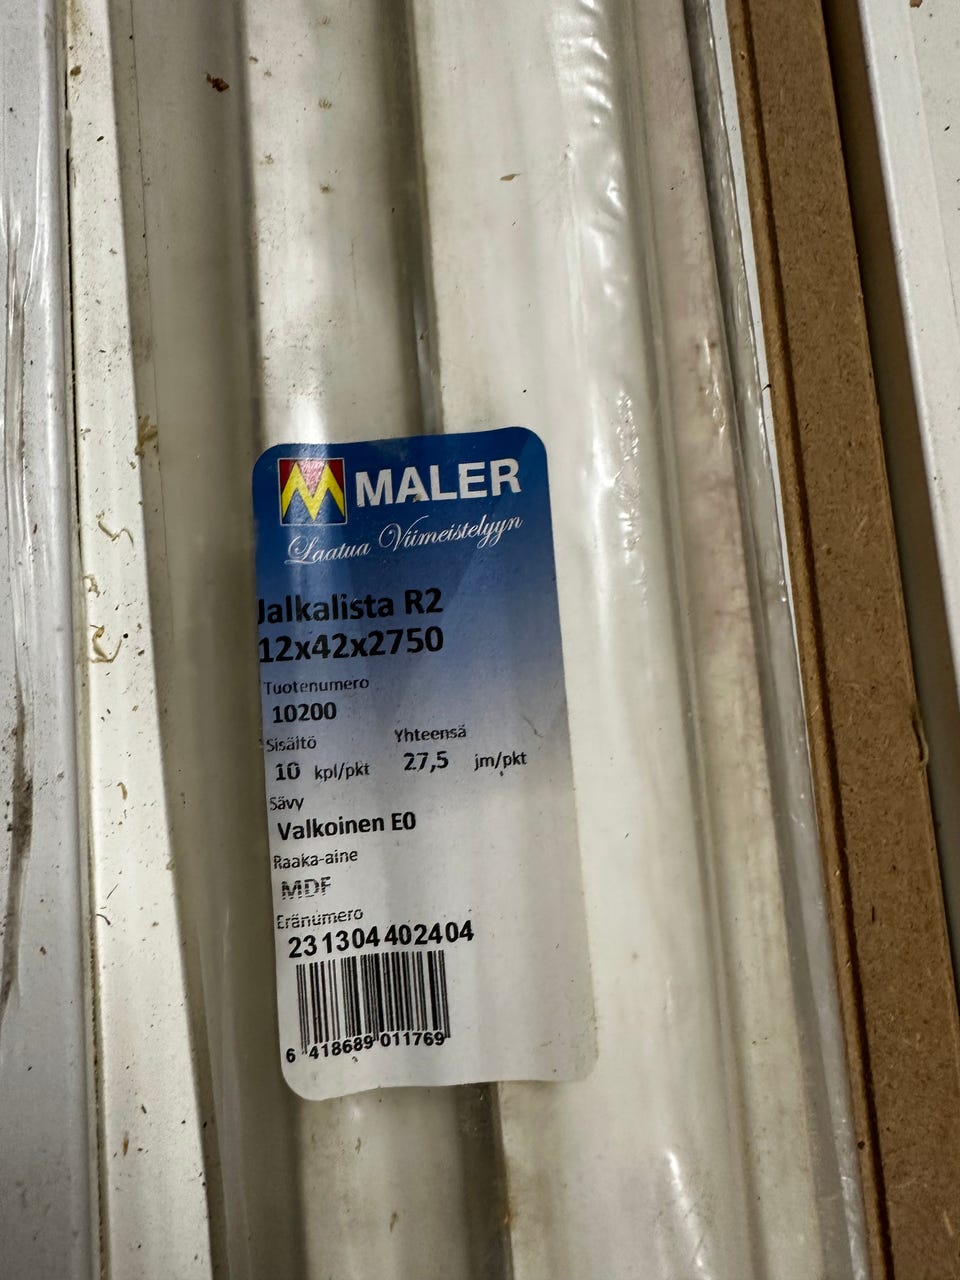 MALER
Laatua Viimeistelyyn
Jalkalista R2
12x42x2750
Tuotenumero
10200
Sisältö Yhteensä
10 kpl/pkt 27,5 jm/pkt
Sävy
Valkoinen E0
Raaka-aine
MDF
Eränumero
231304402404
6 418689 011769